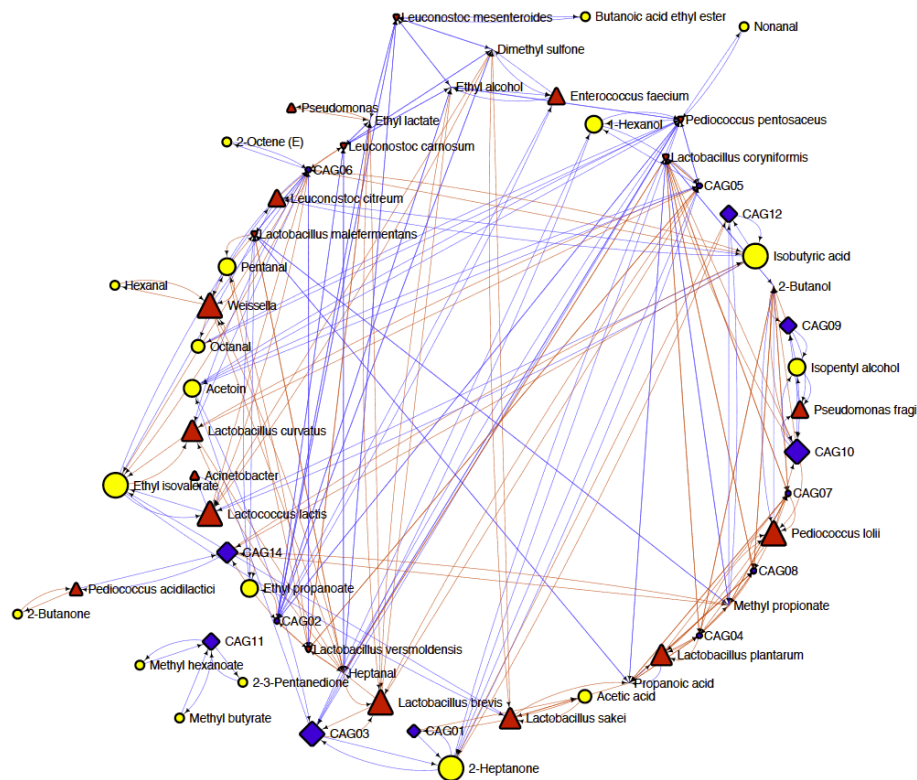 Leuconostoc mesenteroides
Butanoic acid ethyl ester
Nonanal
Dimethyl sulfone
Ethyl alcohol
Enterococcus faecium
Pseudomonas
Ethyl lactate
1-Hexanol
Pediococcus pentosaceus
2-Octene (E)
Leuconostoc carnosum
Lactobacillus coryniformis
CAG06
CAG05
Leuconostoc citreum
CAG12
Lactobacillus malefermentans
Isobutyric acid
Pentanal
Hexanal
2-Butanol
Weissella
CAG09
Octanal
Isopentyl alcohol
Acetoin
Pseudomonas fragi
Lactobacillus curvatus
CAG10
Acinetobacter
Ethyl isovalerate
CAG07
Lactococcus lactis
Pediococcus lolii
CAG14
CAG08
Pediococcus acidilactici
Ethyl propanoate
Methyl propionate
2-Butanone
CAG02
CAG04
CAG11
Lactobacillus versmoldensis
Lactobacillus plantarum
Methyl hexanoate
Heptanal
2-3-Pentanedione
Propanoic acid
Acetic acid
Lactobacillus brevis
Methyl butyrate
Lactobacillus sakei
CAG03
CAG01
2-Heptanone